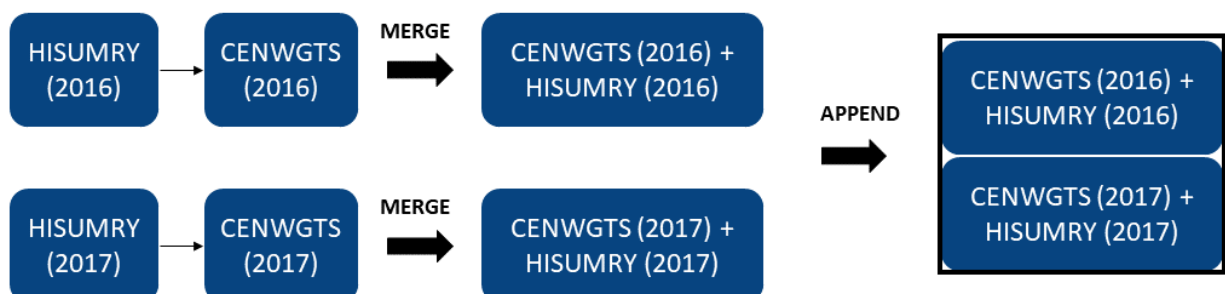 HISUMRY
(2016)
CENWGTS
(2016)
MERGE
CENWGTS (2016) +
HISUMRY (2016)
HISUMRY
(2017)
CENWGTS
(2017)
MERGE
CENWGTS (2017) +
HISUMRY (2017)
APPEND
CENWGTS (2016) +
HISUMRY (2016)
CENWGTS (2017) +
HISUMRY (2017)